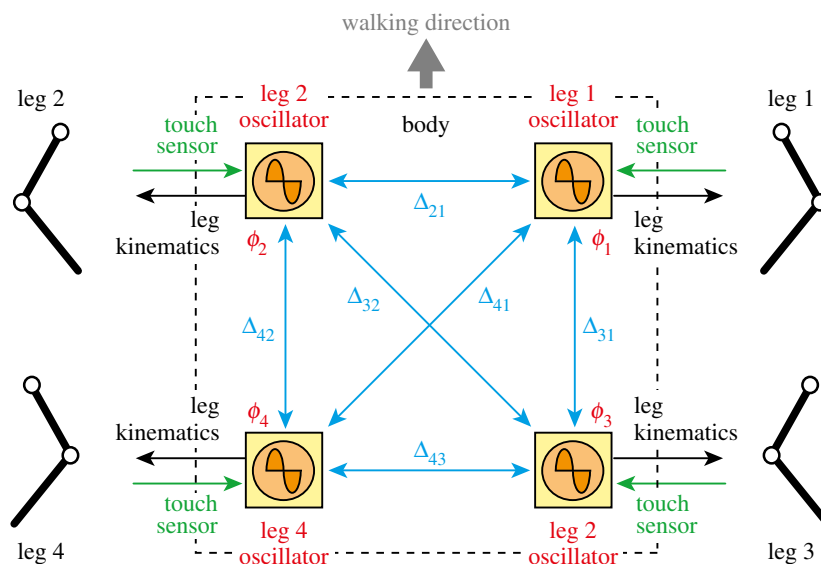 walking direction
leg 2
leg 2
oscillator
body
leg 1
oscillator
leg 1
touch
sensor
touch
sensor
Δ21
leg
kinematics
ϕ2
ϕ1
leg
kinematics
Δ42
Δ32
Δ41
Δ31
leg
kinematics
ϕ4
ϕ3
leg
kinematics
Δ43
touch
sensor
touch
sensor
leg 4
leg 4
oscillator
leg 2
oscillator
leg 3